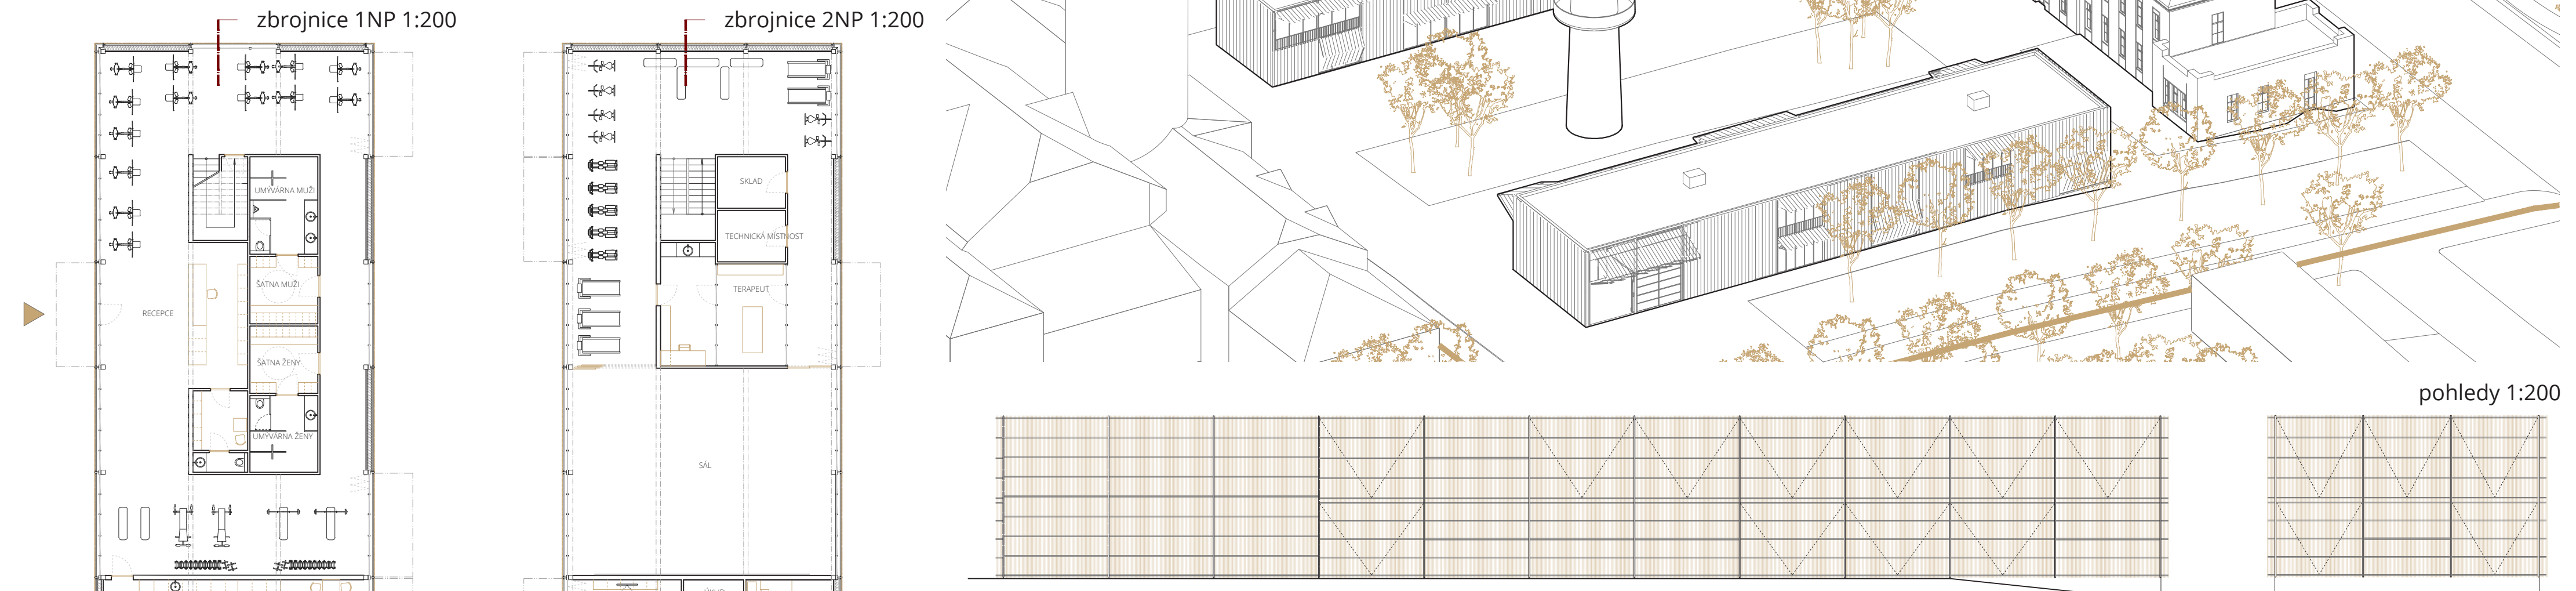 zbrojnice 1NP 1:200
zbrojnice 2NP 1:200
UMÝVÁRNA MUŽI
ŠATNA MUŽI
RECEPCE
ŠATNA ŽENY
UMÝVÁRNA ŽENY
SKLAD
TECHNICKÁ MÍSTNOST
TERAPEUT
SÁL
pohledy 1:200